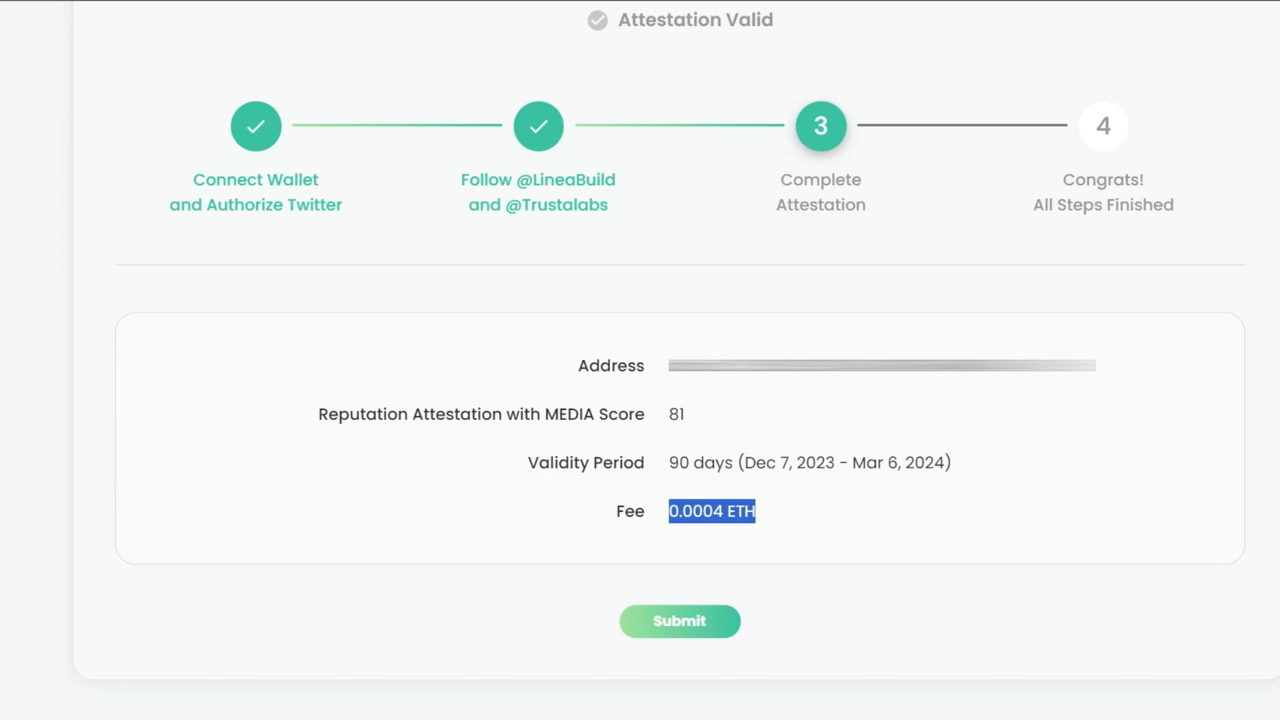 Attestation Valid
3
4
Connect Wallet
and Authorize Twitter
Follow @LineaBuild
and @Trustalabs
Complete
Attestation
Congrats!
All Steps Finished
Address
Reputation Attestation with MEDIA Score 81
Validity Period 90 days (Dec 7, 2023 - Mar 6, 2024)
Fee 0.0004 ETH
Submit